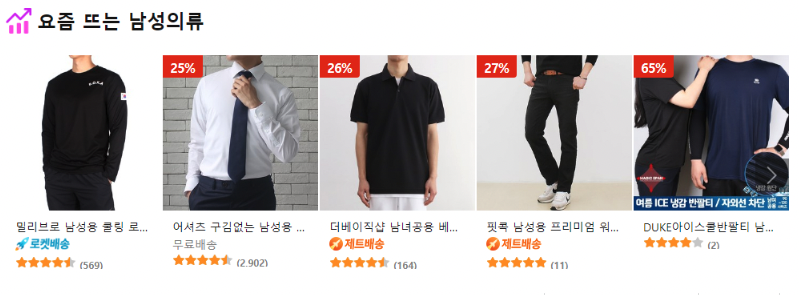 요즘 뜨는 남성의류
25%
26%
27%
65%
여름 ICE 냉감 반팔티 / 자외선 차단
밀리브로 남성용 쿨링 로...
로켓배송
(569)
어셔츠 구김없는 남성용 ...
무료배송
(2,902)
더베이직샵 남녀공용 베...
제트배송
(164)
핏쿡 남성용 프리미엄 워...
제트배송
(11)
DUKE아이스쿨반팔티 남...
(2)